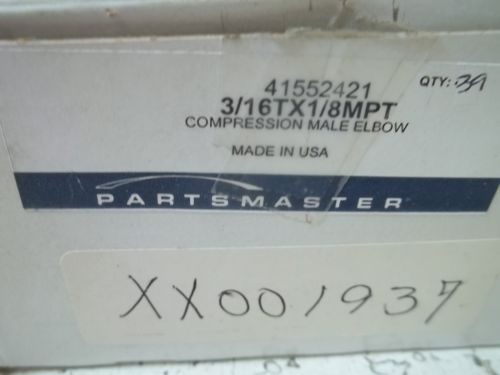 41552421
QTY: 39
3/16TX1/8MPT
COMPRESSION MALE ELBOW
MADE IN USA
PARTSMASTER
XX001937